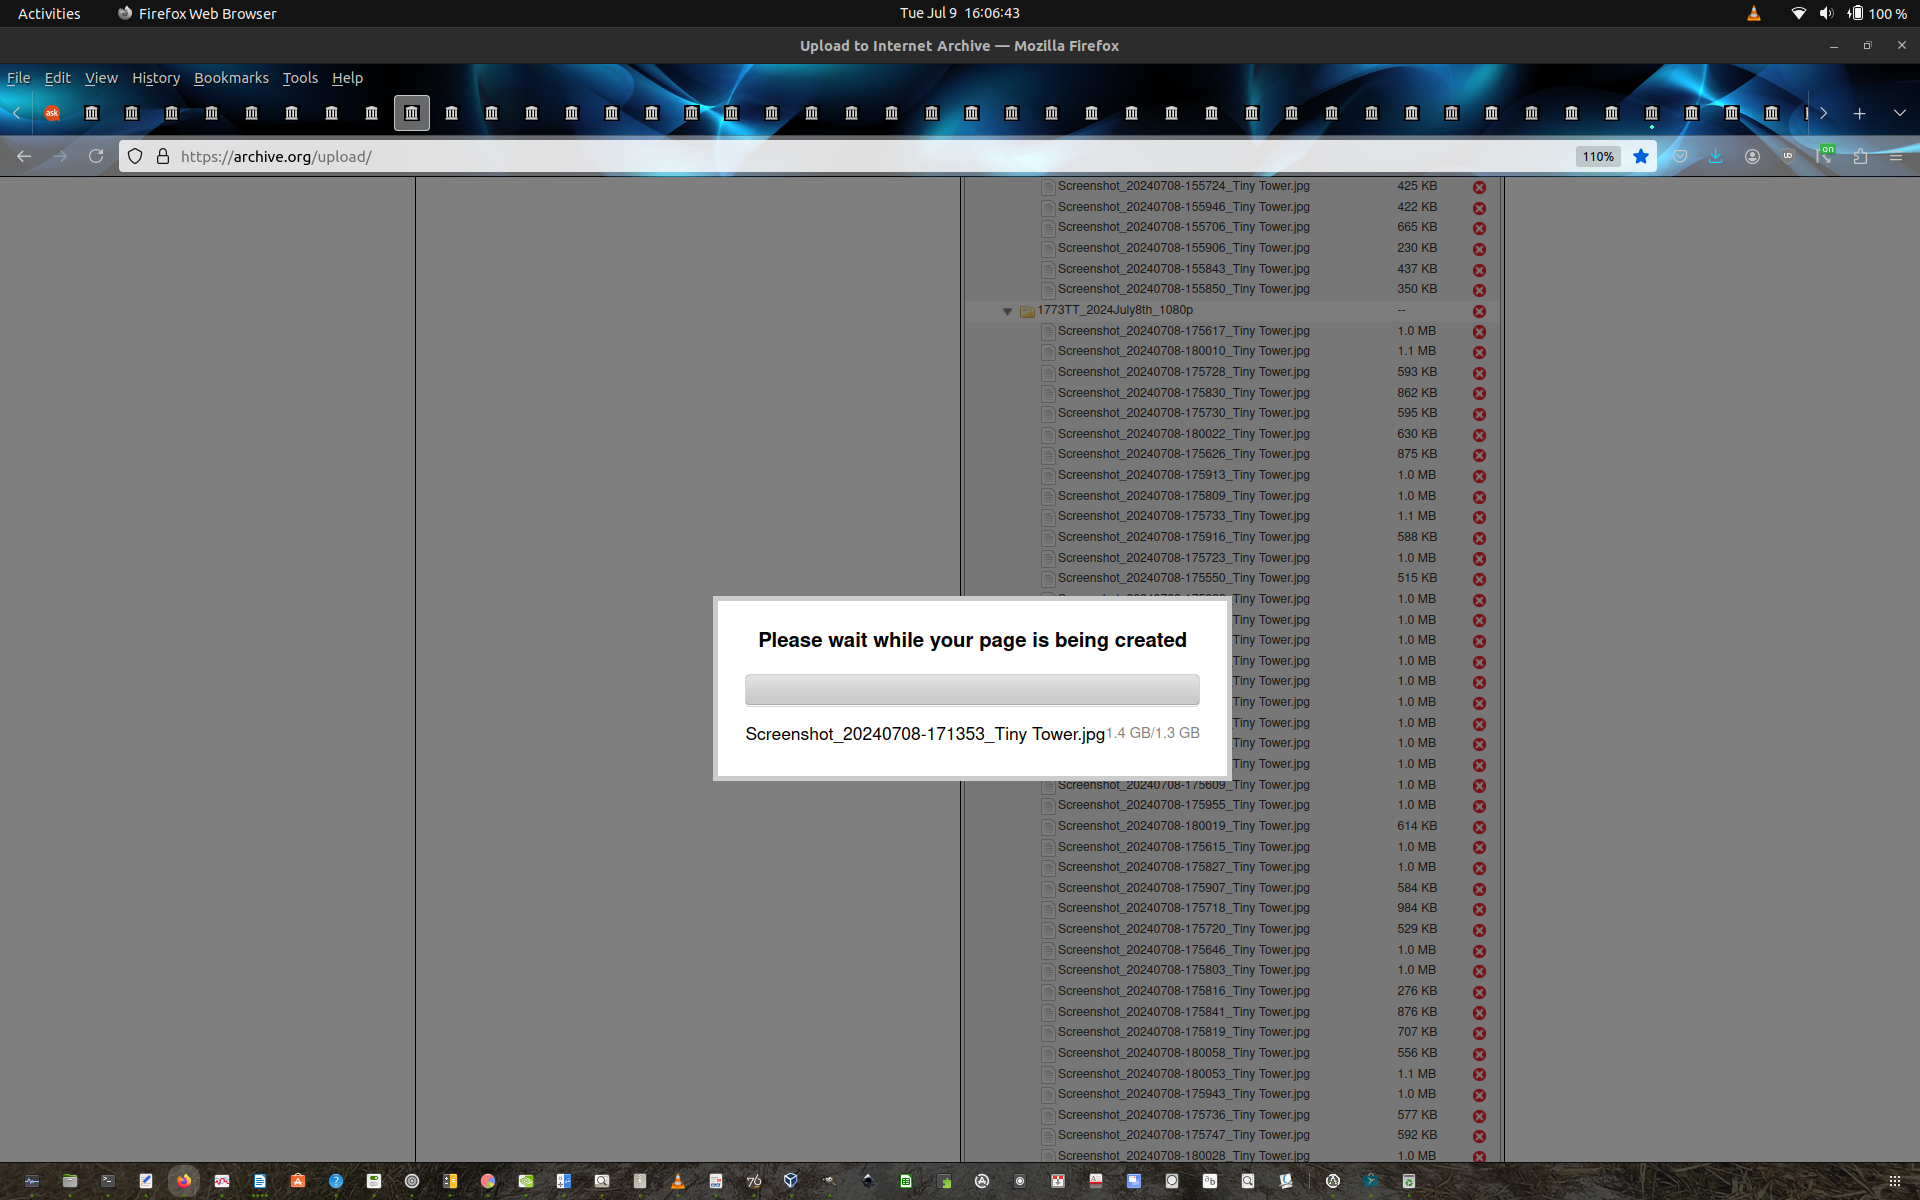 Activities
Firefox Web Browser
Tue Jul 9 16:06:43
100 %
Upload to Internet Archive — Mozilla Firefox
File Edit View History Bookmarks Tools Help
ask
https://archive.org/upload/
110%
on
Screenshot_20240708-155724_Tiny Tower.jpg 425 KB
Screenshot_20240708-155946_Tiny Tower.jpg 422 KB
Screenshot_20240708-155706_Tiny Tower.jpg 665 KB
Screenshot_20240708-155906_Tiny Tower.jpg 230 KB
Screenshot_20240708-155843_Tiny Tower.jpg 437 KB
Screenshot_20240708-155850_Tiny Tower.jpg 350 KB
1773TT_2024July8th_1080p --
Screenshot_20240708-175617_Tiny Tower.jpg 1.0 MB
Screenshot_20240708-180010_Tiny Tower.jpg 1.1 MB
Screenshot_20240708-175728_Tiny Tower.jpg 593 KB
Screenshot_20240708-175830_Tiny Tower.jpg 862 KB
Screenshot_20240708-175730_Tiny Tower.jpg 595 KB
Screenshot_20240708-180022_Tiny Tower.jpg 630 KB
Screenshot_20240708-175626_Tiny Tower.jpg 875 KB
Screenshot_20240708-175913_Tiny Tower.jpg 1.0 MB
Screenshot_20240708-175809_Tiny Tower.jpg 1.0 MB
Screenshot_20240708-175733_Tiny Tower.jpg 1.1 MB
Screenshot_20240708-175916_Tiny Tower.jpg 588 KB
Screenshot_20240708-175723_Tiny Tower.jpg 1.0 MB
Screenshot_20240708-175550_Tiny Tower.jpg 515 KB
Tiny Tower.jpg 1.0 MB
Tiny Tower.jpg 1.0 MB
Tiny Tower.jpg 1.0 MB
Tiny Tower.jpg 1.0 MB
Tiny Tower.jpg 1.0 MB
Tiny Tower.jpg 1.0 MB
Tiny Tower.jpg 1.0 MB
Tiny Tower.jpg 1.0 MB
Tiny Tower.jpg 1.0 MB
Please wait while your page is being created
Screenshot_20240708-171353_Tiny Tower.jpg 1.4 GB/1.3 GB
Screenshot_20240708-175609_Tiny Tower.jpg 1.0 MB
Screenshot_20240708-175955_Tiny Tower.jpg 1.0 MB
Screenshot_20240708-180019_Tiny Tower.jpg 614 KB
Screenshot_20240708-175615_Tiny Tower.jpg 1.0 MB
Screenshot_20240708-175827_Tiny Tower.jpg 1.0 MB
Screenshot_20240708-175907_Tiny Tower.jpg 584 KB
Screenshot_20240708-175718_Tiny Tower.jpg 984 KB
Screenshot_20240708-175720_Tiny Tower.jpg 529 KB
Screenshot_20240708-175646_Tiny Tower.jpg 1.0 MB
Screenshot_20240708-175803_Tiny Tower.jpg 1.0 MB
Screenshot_20240708-175816_Tiny Tower.jpg 276 KB
Screenshot_20240708-175841_Tiny Tower.jpg 876 KB
Screenshot_20240708-175819_Tiny Tower.jpg 707 KB
Screenshot_20240708-180058_Tiny Tower.jpg 556 KB
Screenshot_20240708-180053_Tiny Tower.jpg 1.1 MB
Screenshot_20240708-175943_Tiny Tower.jpg 1.0 MB
Screenshot_20240708-175736_Tiny Tower.jpg 577 KB
Screenshot_20240708-175747_Tiny Tower.jpg 592 KB
Screenshot_20240708-180028_Tiny Tower.jpg 1.0 MB